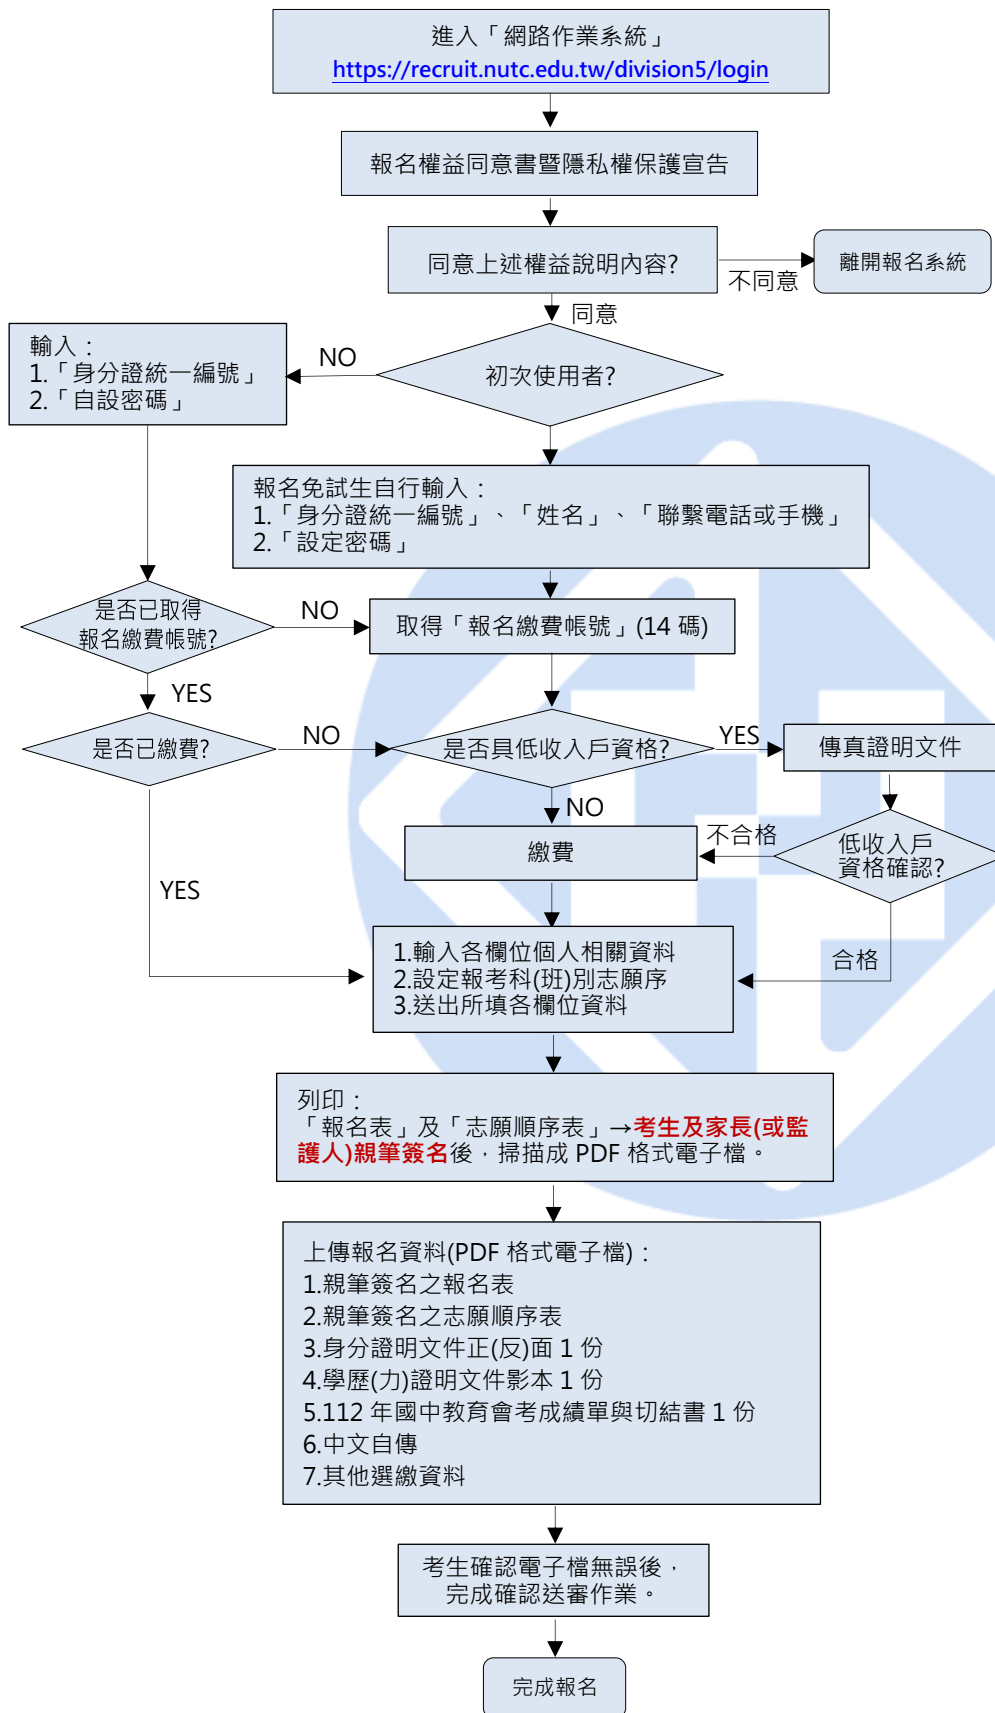 進入「網路作業系統」
https://recruit.nutc.edu.tw/division5/login
報名權益同意書暨隱私權保護宣告
同意上述權益說明內容?
不同意
離開報名系統
同意
初次使用者?
NO
輸入：
1.「身分證統一編號」
2.「自設密碼」
報名免試生自行輸入：
1.「身分證統一編號」、「姓名」、「聯繫電話或手機」
2.「設定密碼」
是否已取得
報名繳費帳號?
NO
取得「報名繳費帳號」(14 碼)
YES
是否已繳費?
NO
是否具低收入戶資格?
YES
傳真證明文件
NO
繳費
不合格
低收入戶
資格確認?
YES
合格
1.輸入各欄位個人相關資料
2.設定報考科(班)別志願序
3.送出所填各欄位資料
列印：
「報名表」及「志願順序表」→考生及家長(或監
護人)親筆簽名後，掃描成 PDF 格式電子檔。
上傳報名資料(PDF 格式電子檔)：
1.親筆簽名之報名表
2.親筆簽名之志願順序表
3.身分證明文件正(反)面 1 份
4.學歷(力)證明文件影本 1 份
5.112 年國中教育會考成績單與切結書 1 份
6.中文自傳
7.其他選繳資料
考生確認電子檔無誤後，
完成確認送審作業。
完成報名